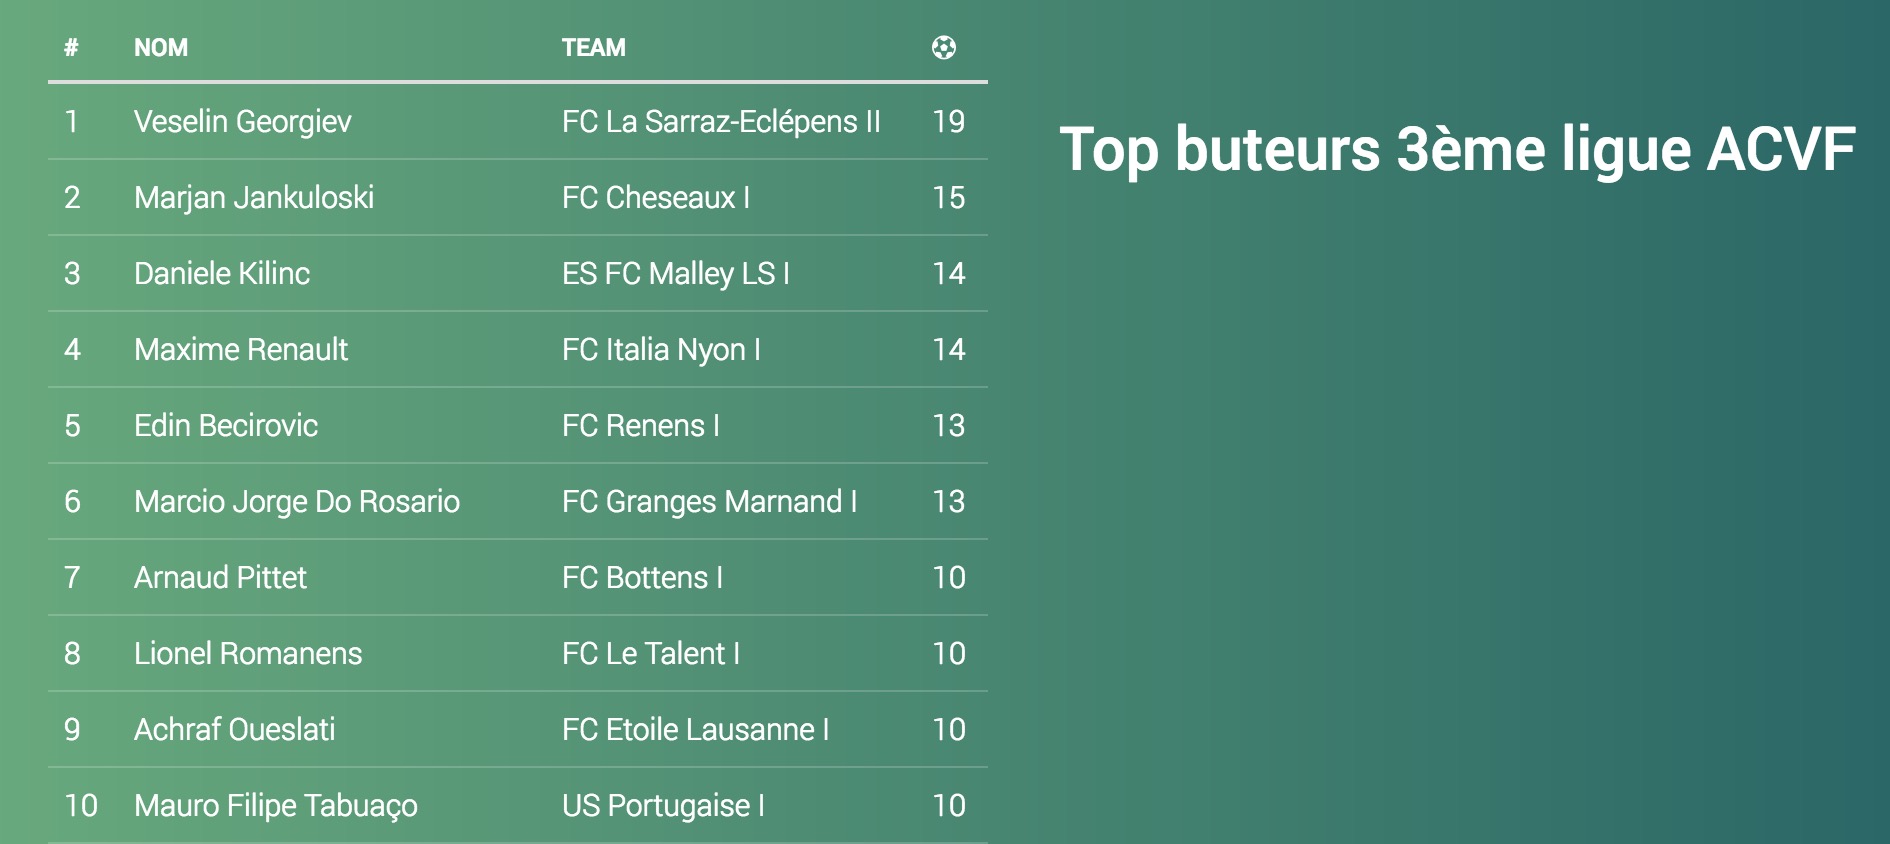 # NOM TEAM ⚽
1 Veselin Georgiev FC La Sarraz-Eclépens II 19
2 Marjan Jankuloski FC Cheseaux I 15
3 Daniele Kilinc ES FC Malley LS I 14
4 Maxime Renault FC Italia Nyon I 14
5 Edin Becirovic FC Renens I 13
6 Marcio Jorge Do Rosario FC Granges Marnand I 13
7 Arnaud Pittet FC Bottens I 10
8 Lionel Romanens FC Le Talent I 10
9 Achraf Oueslati FC Etoile Lausanne I 10
10 Mauro Filipe Tabuaço US Portugaise I 10
Top buteurs 3ème ligue ACVF